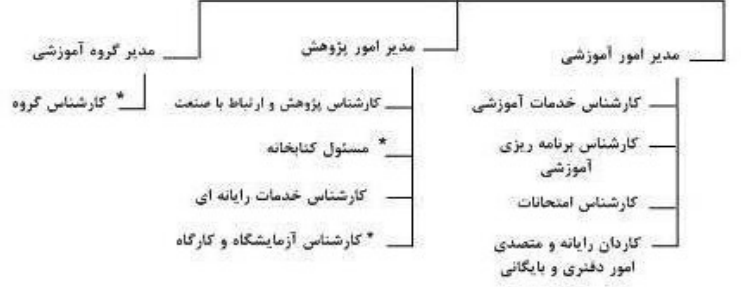 مدیر امور آموزشی
کارشناس خدمات آموزشی
کارشناس برنامه ریزی
آموزشی
کارشناس امتحانات
کاردان رایانه و متصدی
امور دفتری و بایگانی
مدیر امور پژوهش
کارشناس پژوهش و ارتباط با صنعت
* مسئول کتابخانه
کارشناس خدمات رایانه ای
* کارشناس آزمایشگاه و کارگاه
مدیر گروه آموزشی
* کارشناس گروه